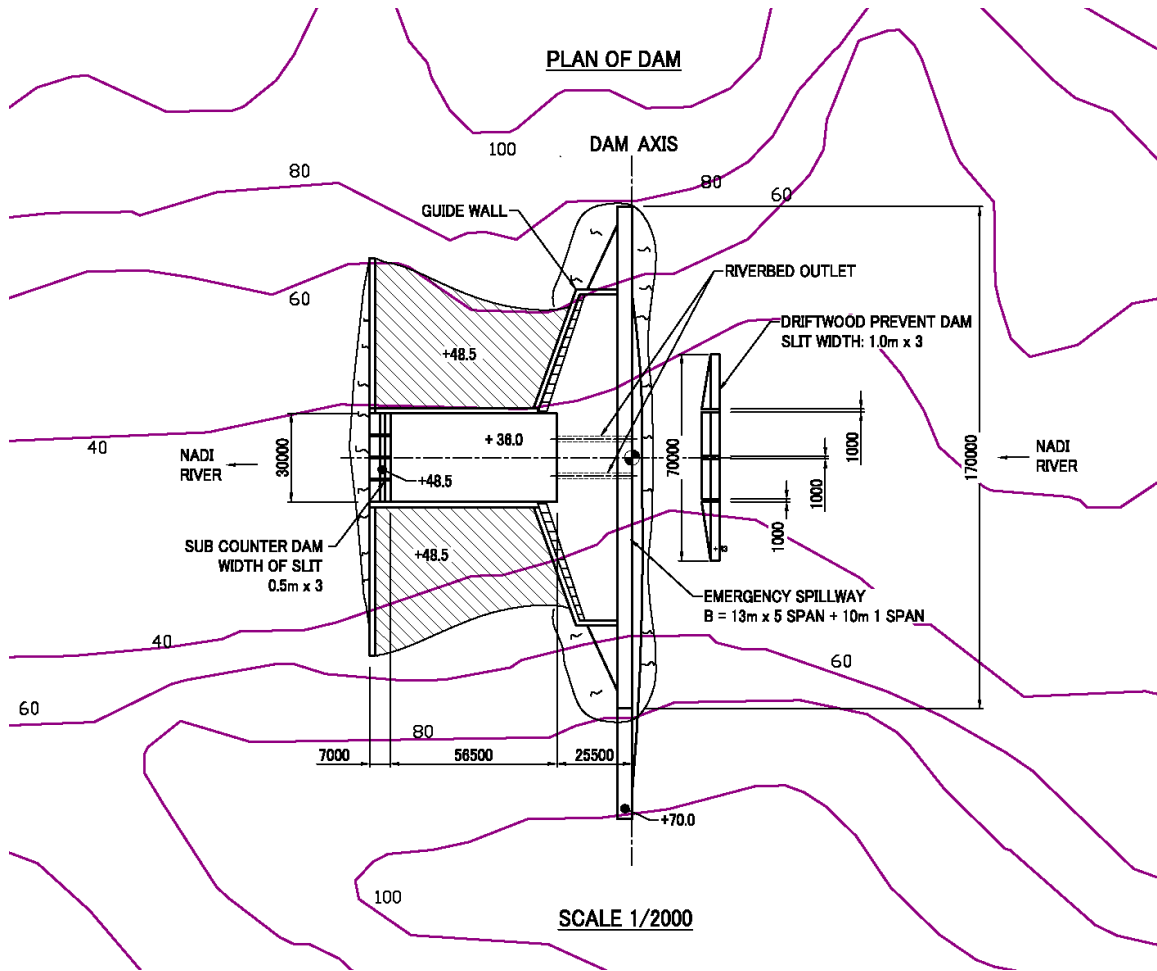 PLAN OF DAM
100
DAM AXIS
80
80
60
GUIDE WALL
RIVERBED OUTLET
60
DRIFTWOOD PREVENT DAM
SLIT WIDTH: 1.0m x 3
+48.5
40
30000
+ 36.0
70000
1000
170000
NADI
RIVER
NADI
RIVER
+48.5
1000
1000
SUB COUNTER DAM
WIDTH OF SLIT
0.5m x 3
+48.5
EMERGENCY SPILLWAY
B = 13m x 5 SPAN + 10m 1 SPAN
40
60
60
80
7000
56500
25500
+70.0
100
SCALE 1/2000